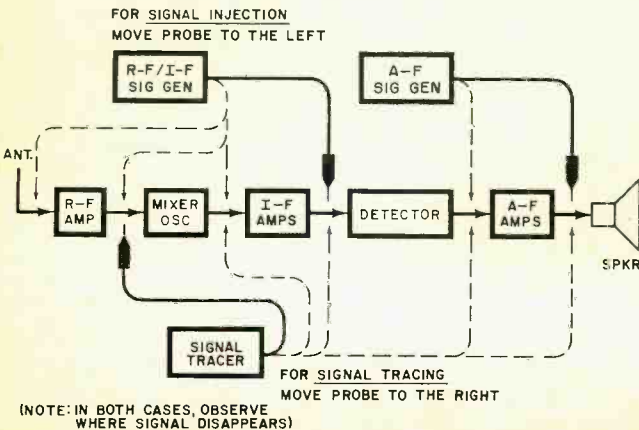 FOR SIGNAL INJECTION
MOVE PROBE TO THE LEFT
R-F/I-F
SIG GEN
A-F
SIG GEN
ANT.
R-F
AMP
MIXER
OSC
I-F
AMPS
DETECTOR
A-F
AMPS
SPKR
SIGNAL
TRACER
FOR SIGNAL TRACING
MOVE PROBE TO THE RIGHT
(NOTE: IN BOTH CASES, OBSERVE
WHERE SIGNAL DISAPPEARS)